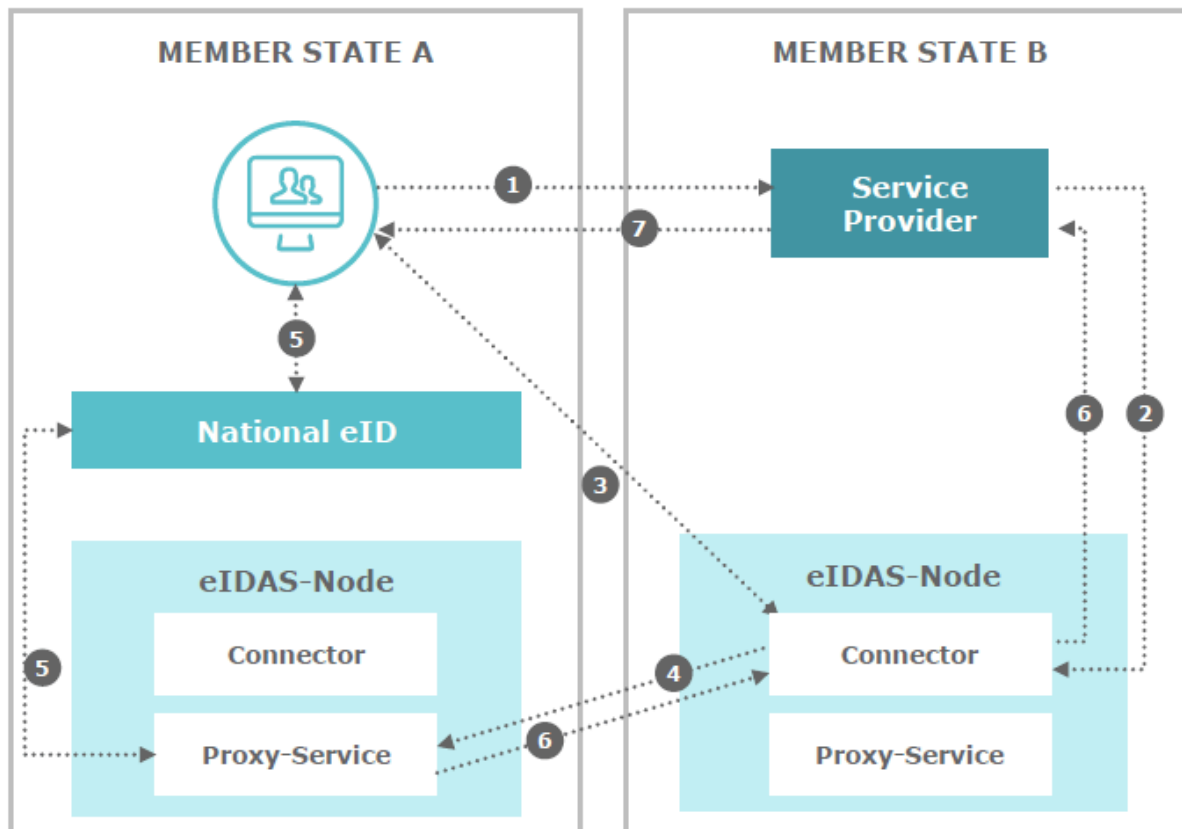 MEMBER STATE A
MEMBER STATE B
1
Service
Provider
7
5
National eID
6
2
3
eIDAS-Node
eIDAS-Node
Connector
Connector
5
4
6
Proxy-Service
Proxy-Service